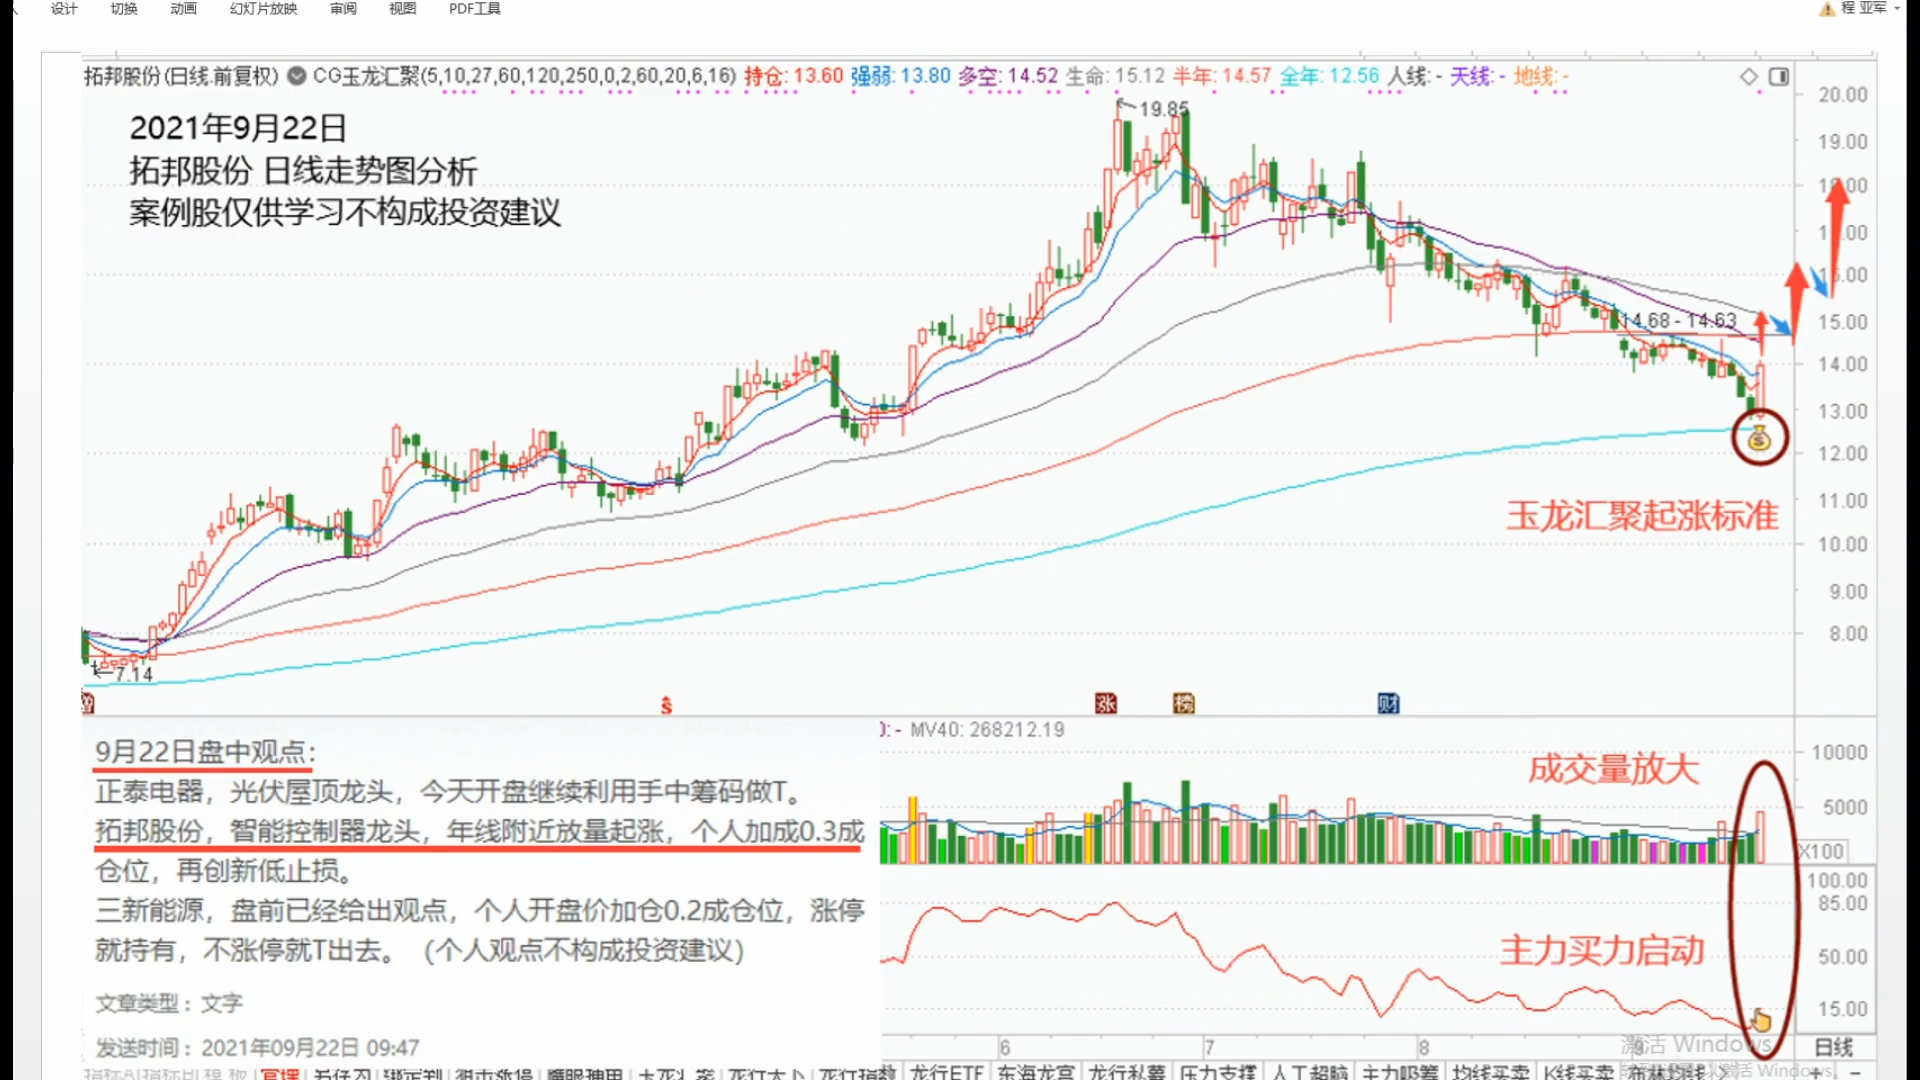 设计 切换 动画 幻灯片放映 审阅 视图 PDF工具 程 亚军
拓邦股份(日线.前复权) CG玉龙汇聚(5,10,27,60,120,250,0,2,60,20,6,16) 持仓: 13.60 强弱: 13.80 多空: 14.52 生命: 15.12 半年: 14.57 全年: 12.56 人线: - 天线: - 地线: -
20.00
2021年9月22日
拓邦股份 日线走势图分析
案例股仅供学习不构成投资建议
19.85
19.00
15.00
14.68 - 14.63
14.00
13.00
12.00
11.00
玉龙汇聚起涨标准
10.00
9.00
8.00
7.14
涨 榜 财
MV40: 268212.19
9月22日盘中观点:
正泰电器，光伏屋顶龙头，今天开盘继续利用手中筹码做T。
拓邦股份，智能控制器龙头，年线附近放量起涨，个人加成0.3成
仓位，再创新低止损。
三新能源，盘前已经给出观点，个人开盘价加仓0.2成仓位，涨停
就持有，不涨停就T出去。（个人观点不构成投资建议）
文章类型：文字
发送时间：2021年09月22日 09:47
成交量放大
10000
5000
X100
100.00
85.00
主力买力启动
50.00
15.00
6 7 8 9 日线
激活 Windows
龙行ETF 东海龙宫 龙行私募 压力支撑 人工超脑 主力吸筹 均线买卖 K线买卖